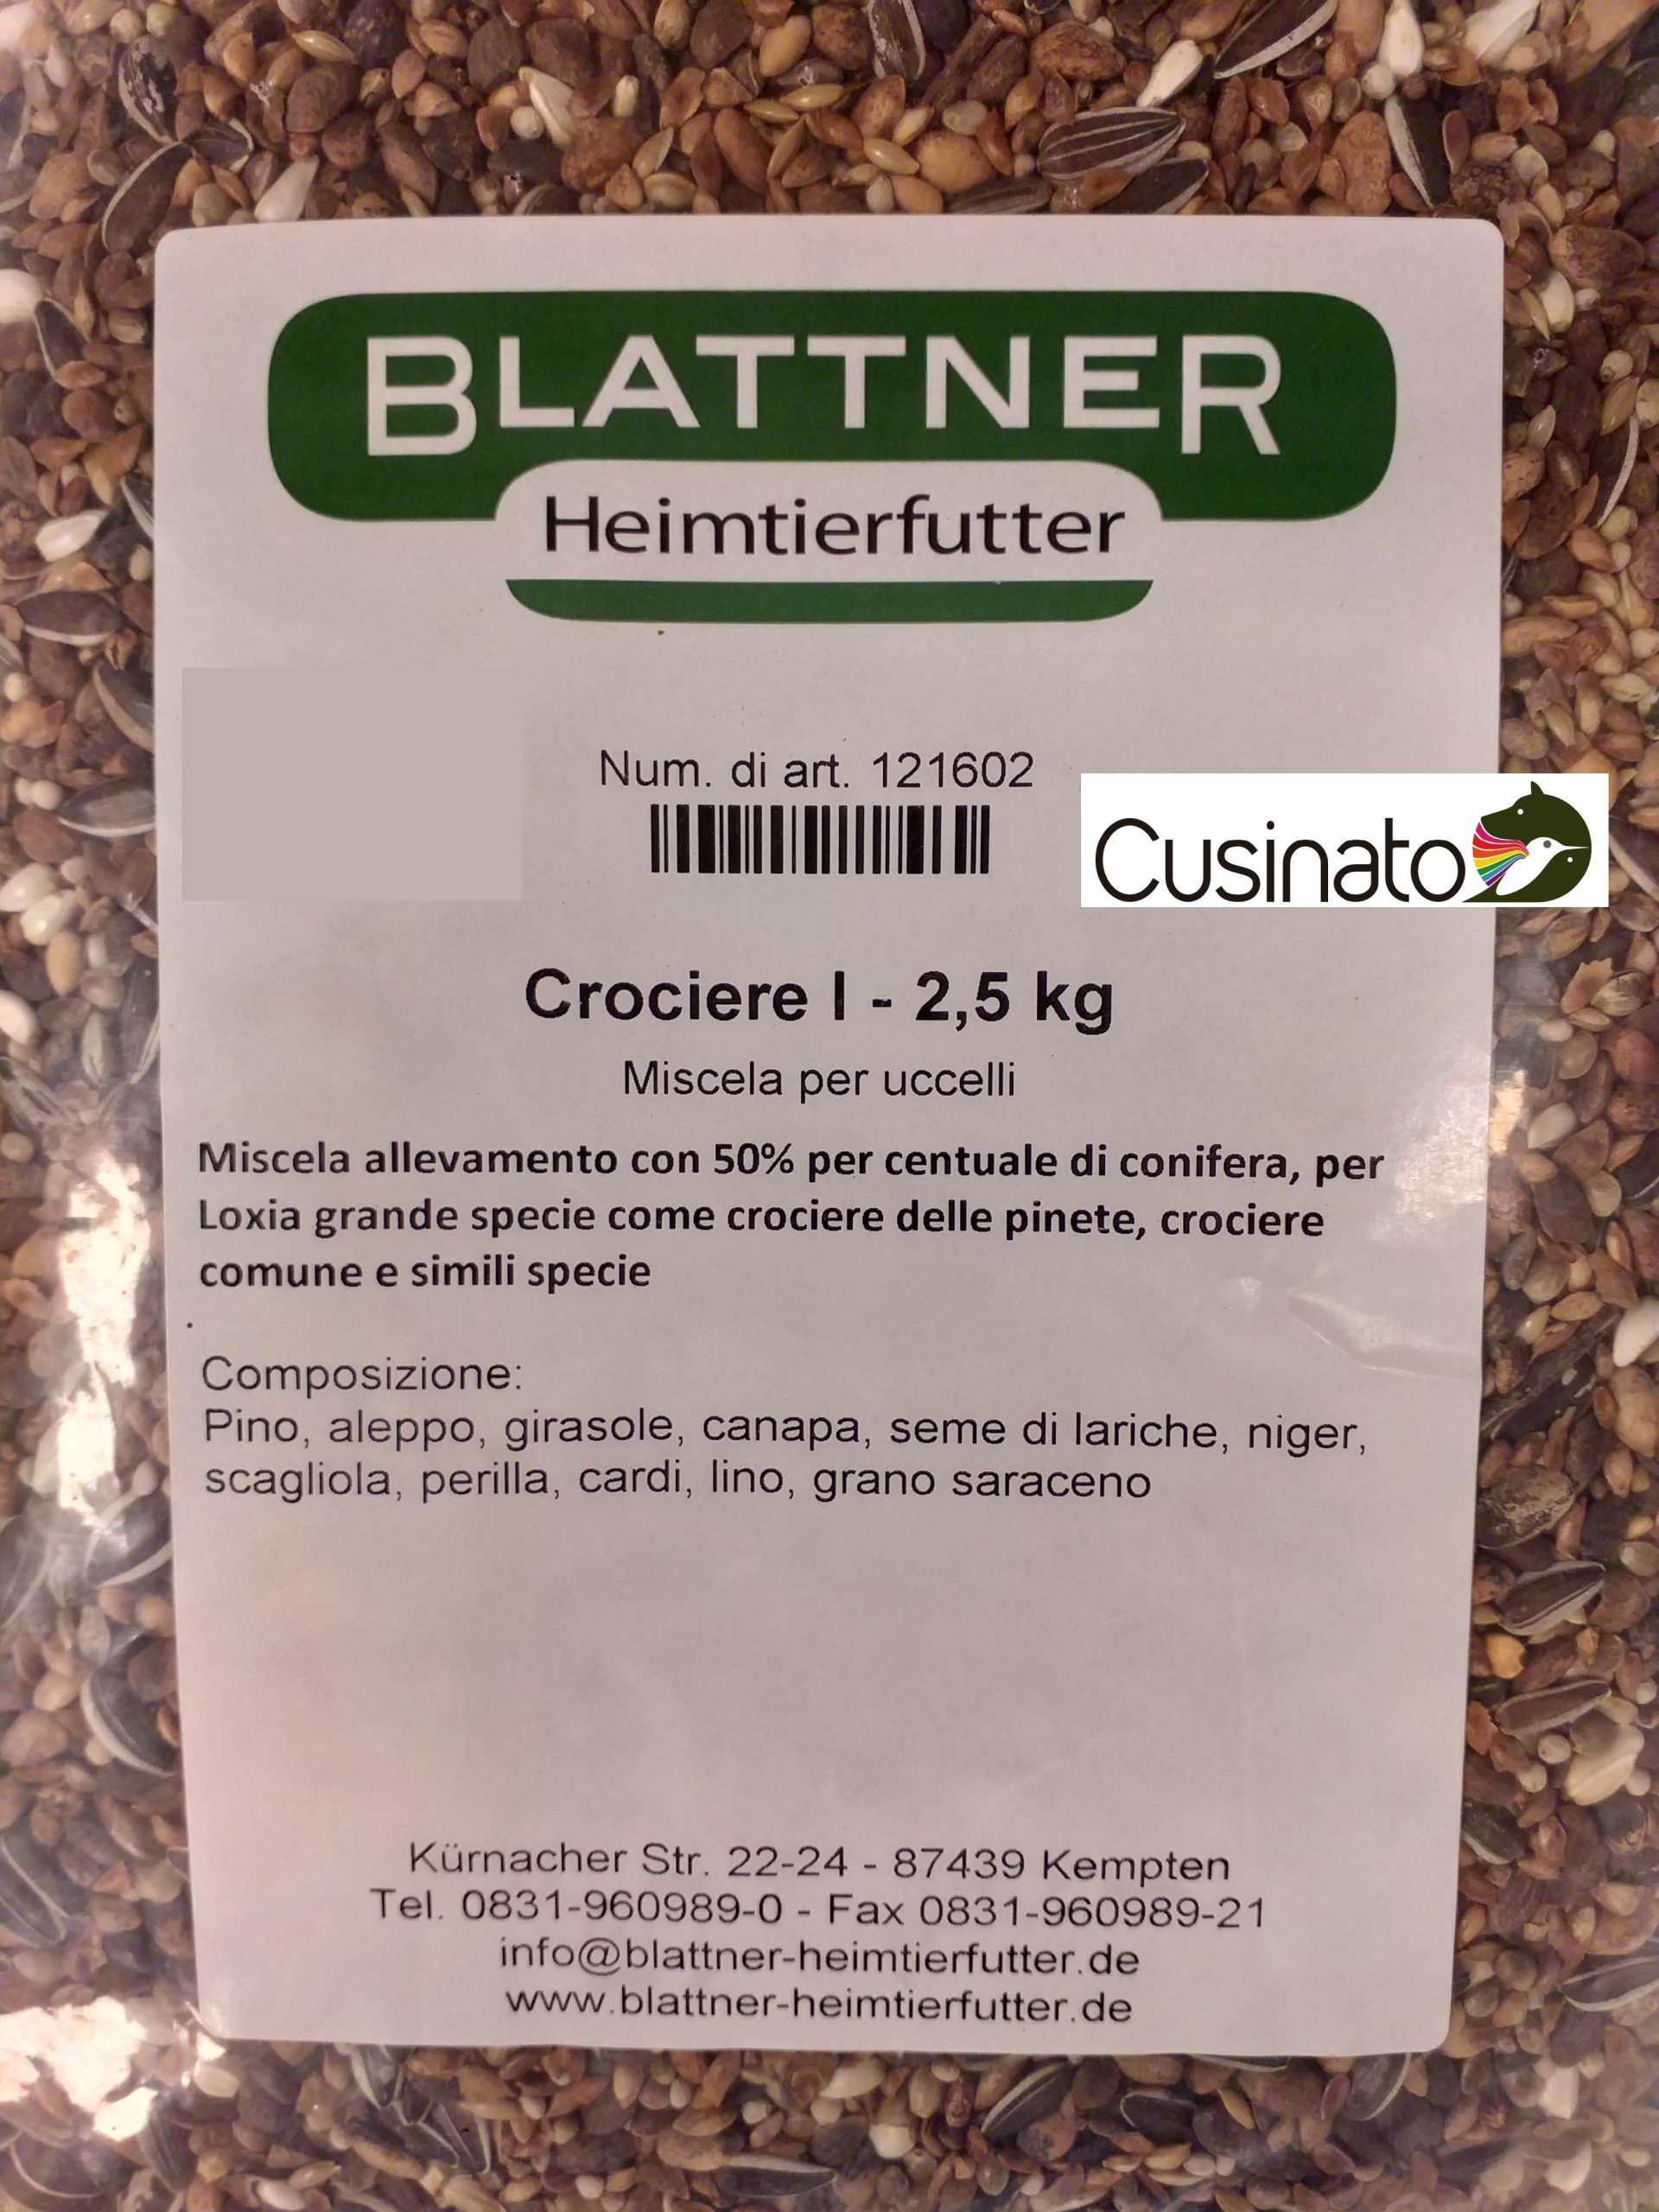 BLATTNER
Heimtierfutter
Num. di art. 121602
Cusinato
Crociere I - 2,5 kg
Miscela per uccelli
Miscela allevamento con 50% per centuale di conifera, per
Loxia grande specie come crociere delle pinete, crociere
comune e simili specie
.
Composizione:
Pino, aleppo, girasole, canapa, seme di lariche, niger,
scagliola, perilla, cardi, lino, grano saraceno
Kürnacher Str. 22-24 - 87439 Kempten
Tel. 0831-960989-0 - Fax 0831-960989-21
info@blattner-heimtierfutter.de
www.blattner-heimtierfutter.de